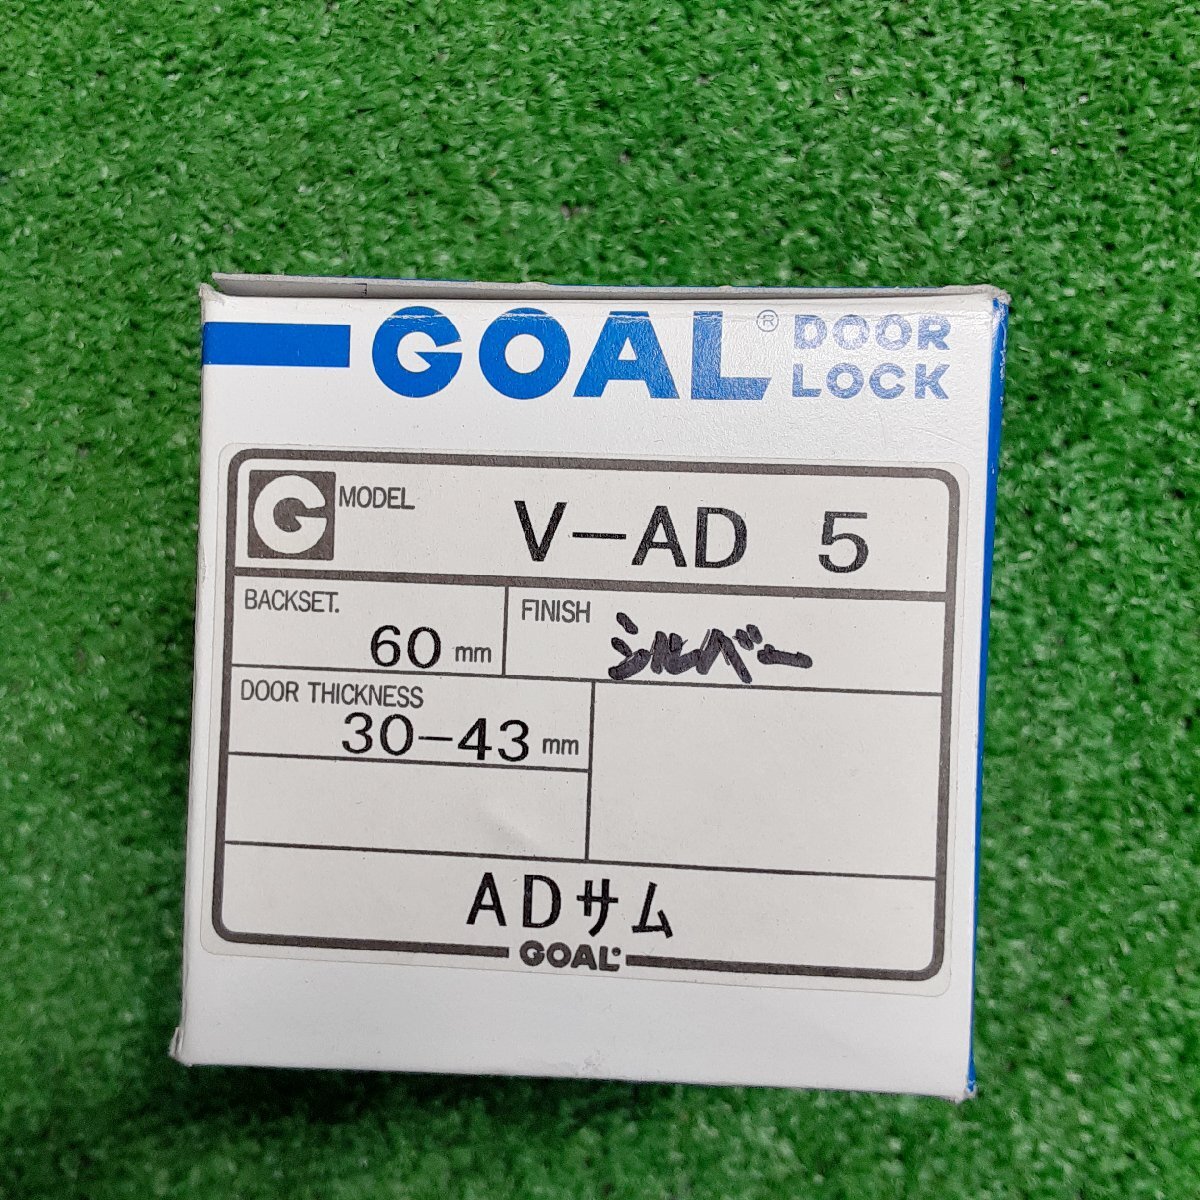 GOAL® DOOR LOCK
G MODEL V-AD 5
BACKSET. 60 mm FINISH シルバー
DOOR THICKNESS
30-43 mm
ADサム
GOAL®